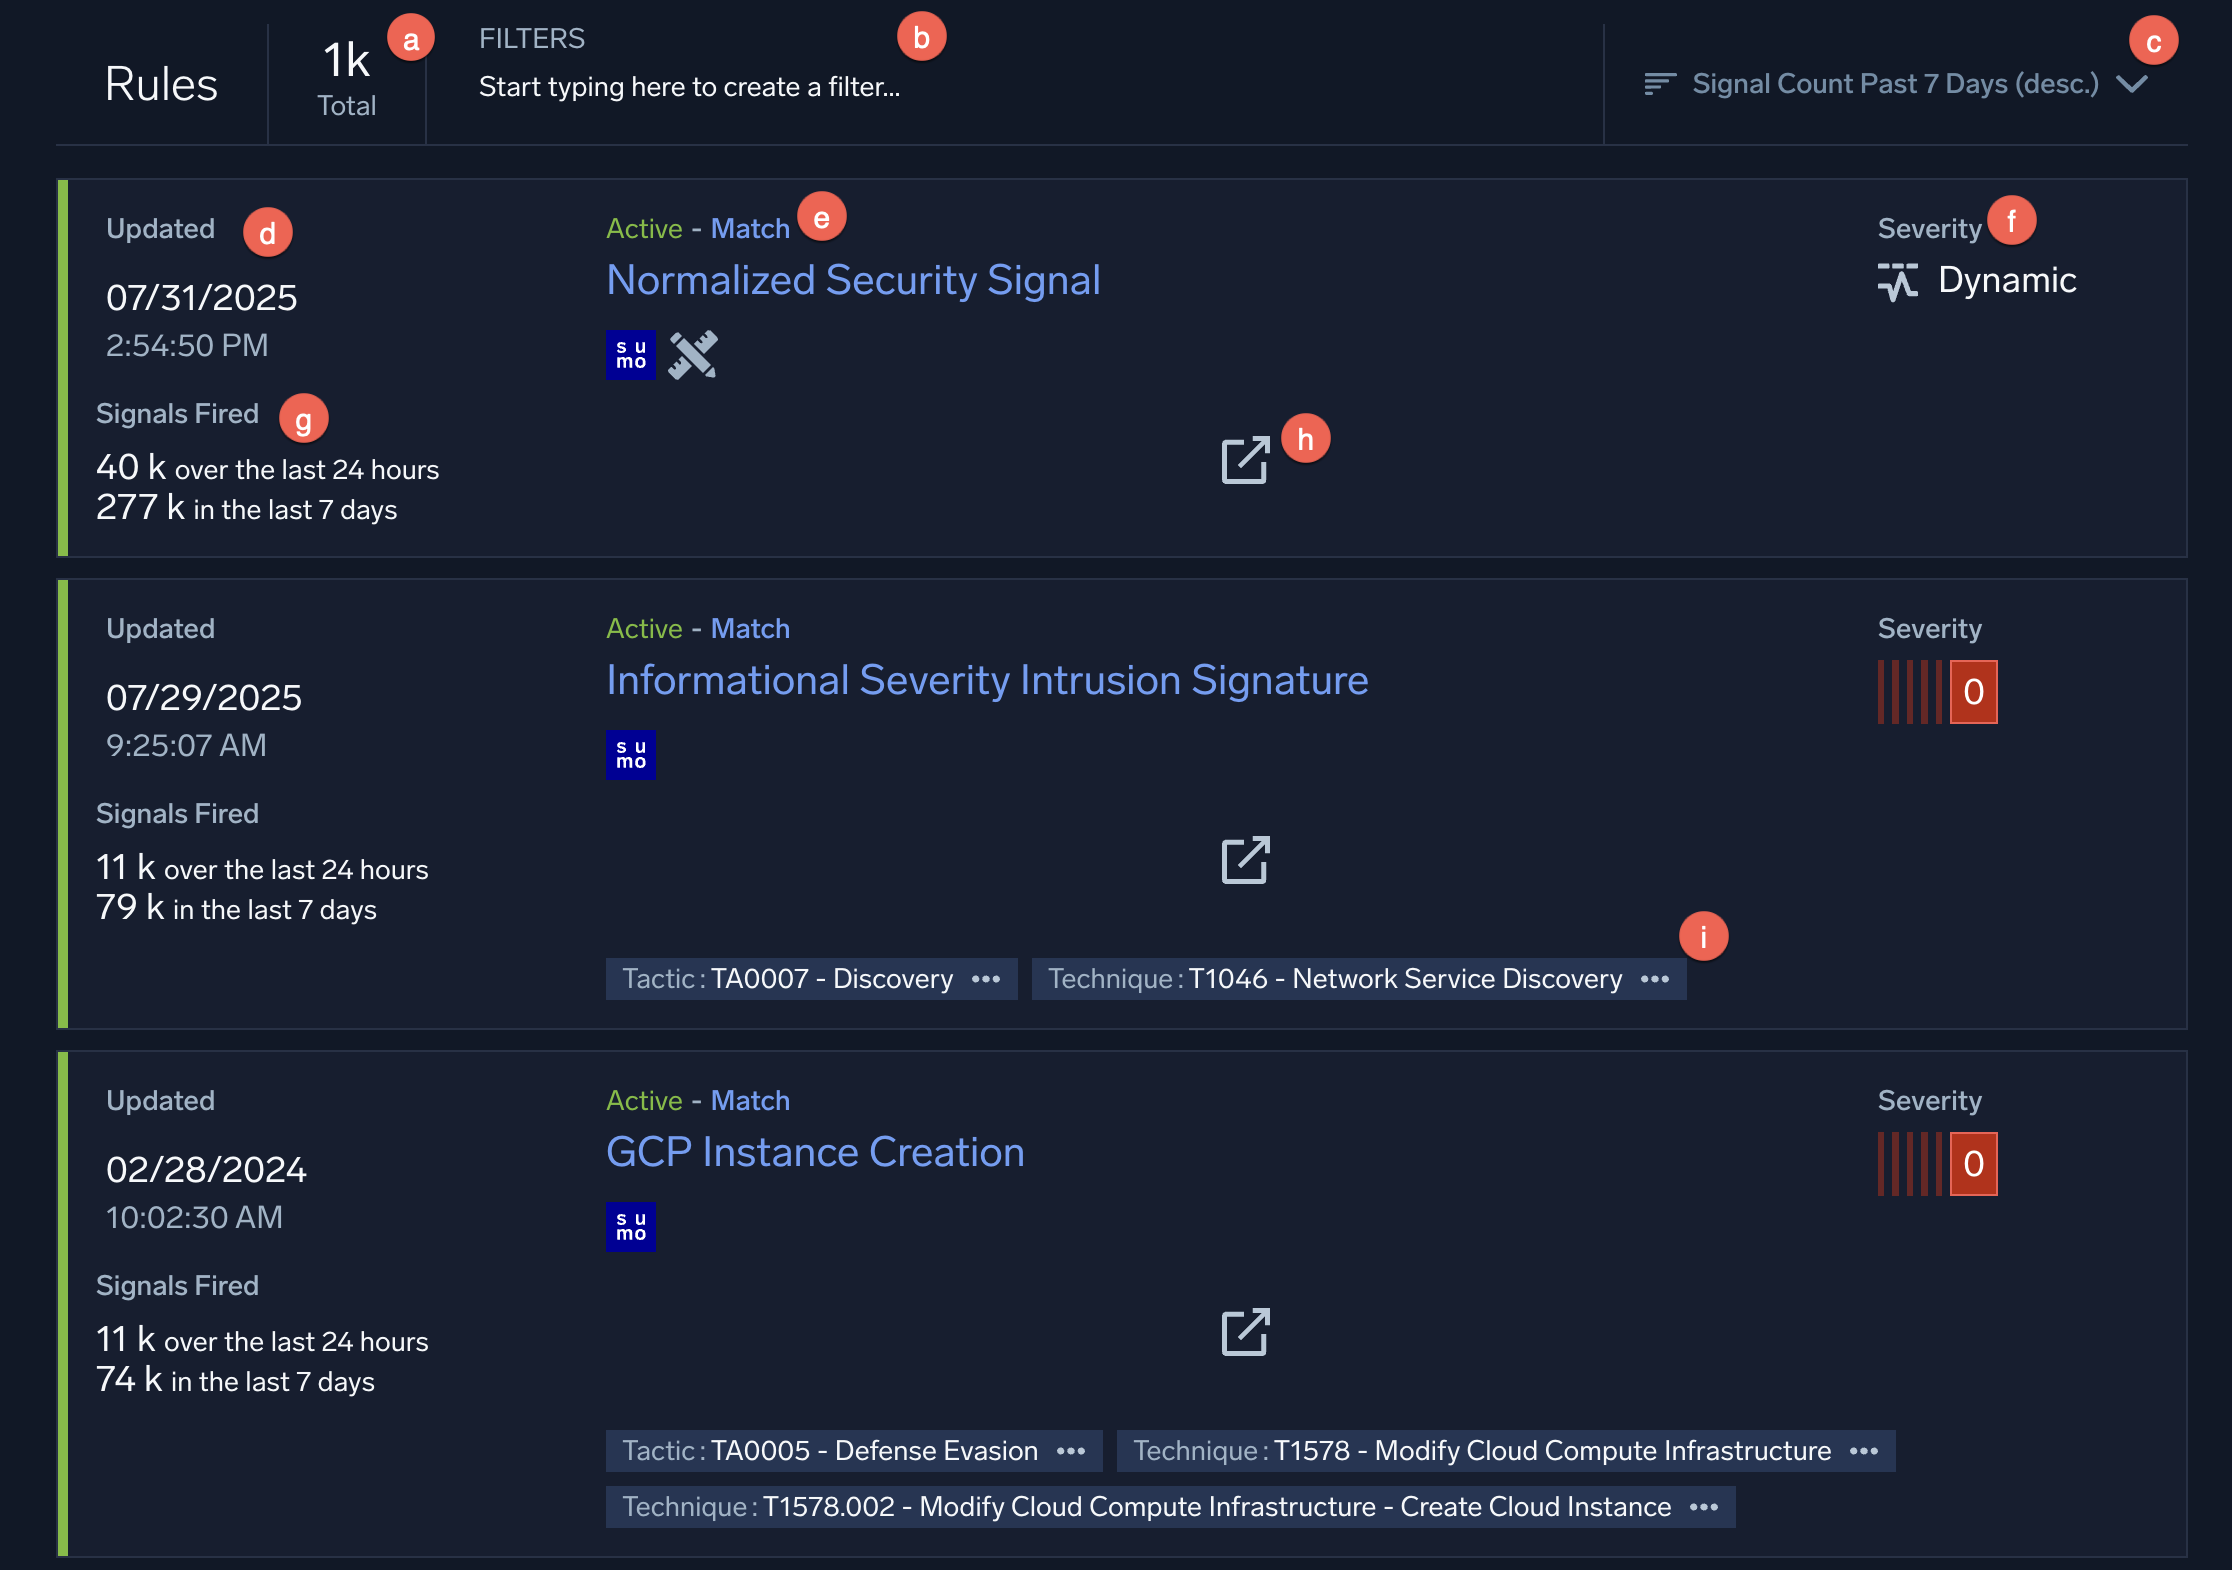 Rules
1k
Total
a
FILTERS
b
Start typing here to create a filter...
c
Signal Count Past 7 Days (desc.)
Updated
d
07/31/2025
2:54:50 PM
Signals Fired
g
40 k over the last 24 hours
277 k in the last 7 days
Active - Match
e
Normalized Security Signal
su
mo
h
Severity
f
Dynamic
Updated
07/29/2025
9:25:07 AM
Signals Fired
11 k over the last 24 hours
79 k in the last 7 days
Active - Match
Informational Severity Intrusion Signature
su
mo
i
Tactic : TA0007 - Discovery •••
Technique : T1046 - Network Service Discovery •••
Severity
0
Updated
02/28/2024
10:02:30 AM
Signals Fired
11 k over the last 24 hours
74 k in the last 7 days
Active - Match
GCP Instance Creation
su
mo
Tactic : TA0005 - Defense Evasion •••
Technique : T1578 - Modify Cloud Compute Infrastructure •••
Technique : T1578.002 - Modify Cloud Compute Infrastructure - Create Cloud Instance •••
Severity
0